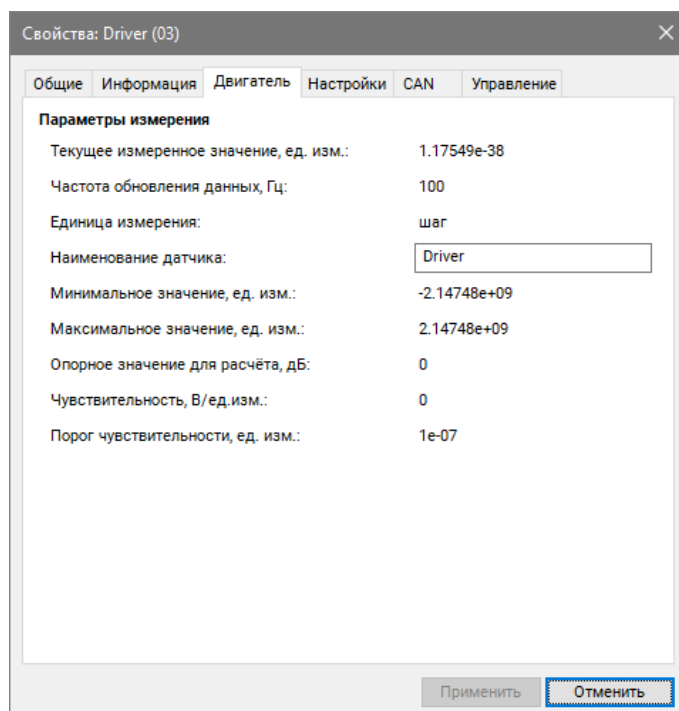 Свойства: Driver (03)
Общие Информация Двигатель Настройки CAN Управление
Параметры измерения
Текущее измеренное значение, ед. изм.: 1.17549e-38
Частота обновления данных, Гц: 100
Единица измерения: шаг
Наименование датчика: Driver
Минимальное значение, ед. изм.: -2.14748e+09
Максимальное значение, ед. изм.: 2.14748e+09
Опорное значение для расчёта, дБ: 0
Чувствительность, В/ед.изм.: 0
Порог чувствительности, ед. изм.: 1e-07
Применить Отменить